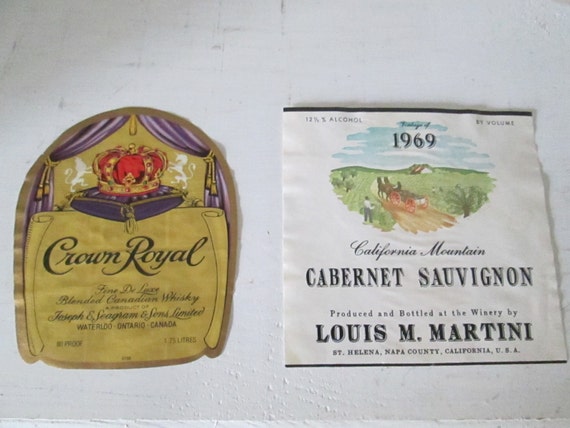 Crown Royal
Fine De Luxe
Blended Canadian Whisky
Joseph E. Seagram & Sons, Limited
WATERLOO · ONTARIO · CANADA
80 PROOF 1.75 LITRES
12½% ALCOHOL BY VOLUME
Vintage of
1969
California Mountain
CABERNET SAUVIGNON
Produced and Bottled at the Winery by
LOUIS M. MARTINI
ST. HELENA, NAPA COUNTY, CALIFORNIA, U.S.A.